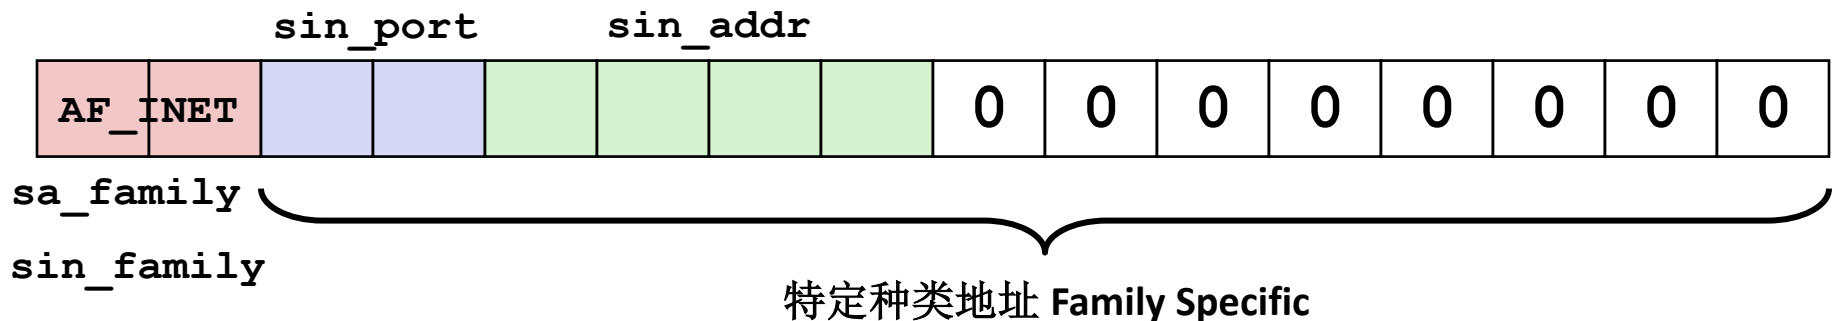 sin_port sin_addr
AF_INET 0 0 0 0 0 0 0 0
sa_family
sin_family
特定种类地址 Family Specific